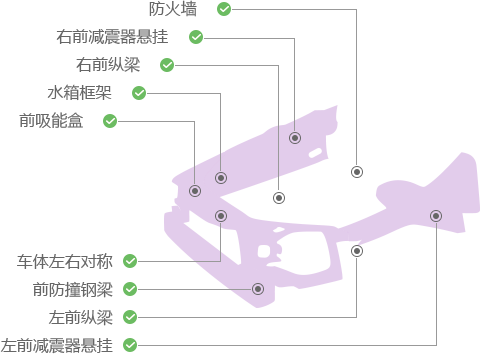 防火墙
右前减震器悬挂
右前纵梁
水箱框架
前吸能盒
车体左右对称
前防撞钢梁
左前纵梁
左前减震器悬挂